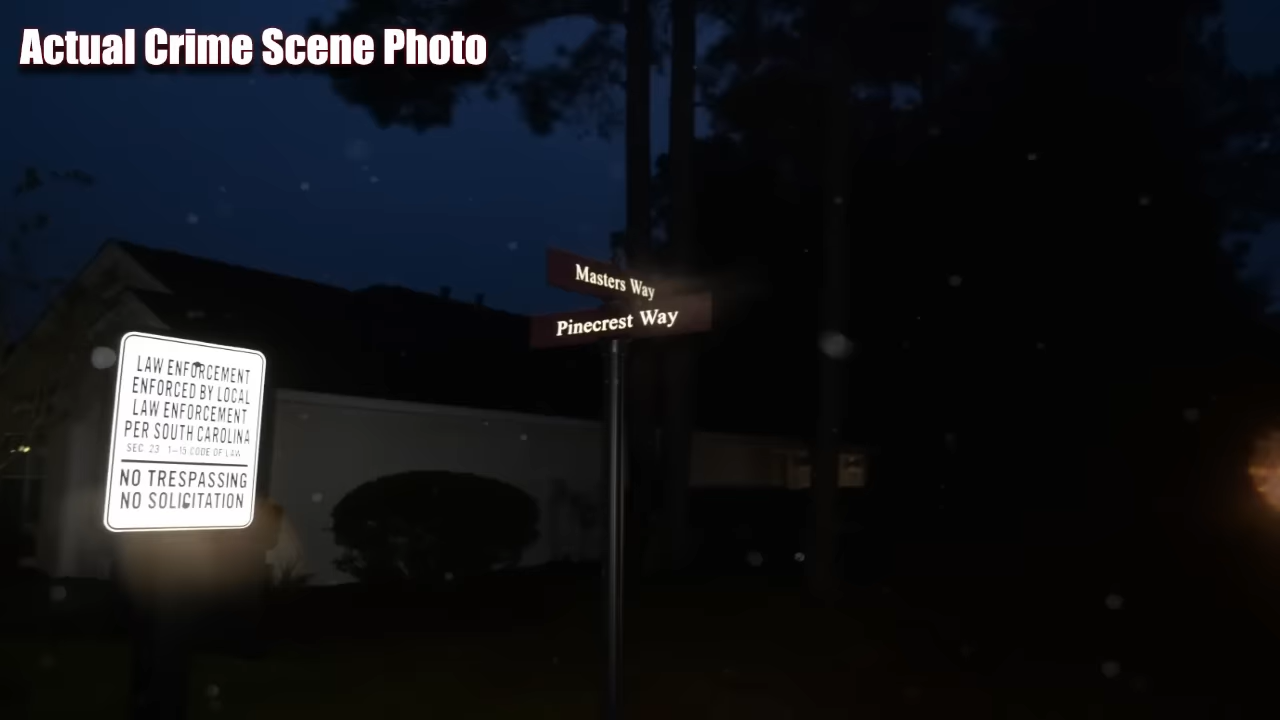 Actual Crime Scene Photo
Masters Way
Pinecrest Way
LAW ENFORCEMENT
ENFORCED BY LOCAL
LAW ENFORCEMENT
PER SOUTH CAROLINA
SEC. 23 1-15 CODE OF LAW
NO TRESPASSING
NO SOLICITATION